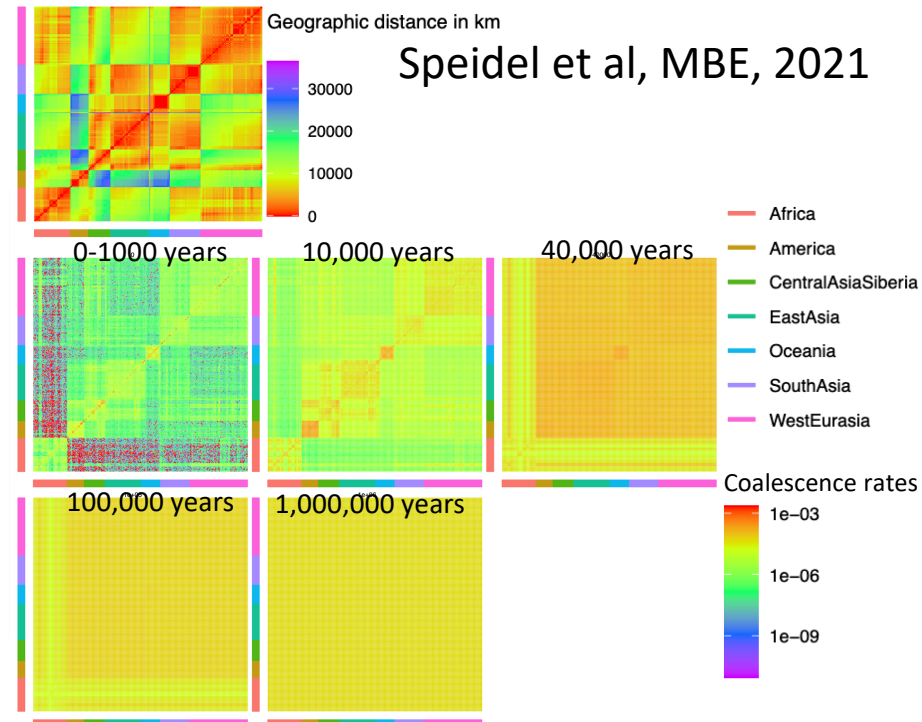 Geographic distance in km
Speidel et al, MBE, 2021
30000
20000
10000
0
0-1000 years
10,000 years
40,000 years
Africa
America
CentralAsiaSiberia
EastAsia
Oceania
SouthAsia
WestEurasia
100,000 years
1,000,000 years
Coalescence rates
1e−03
1e−06
1e−09